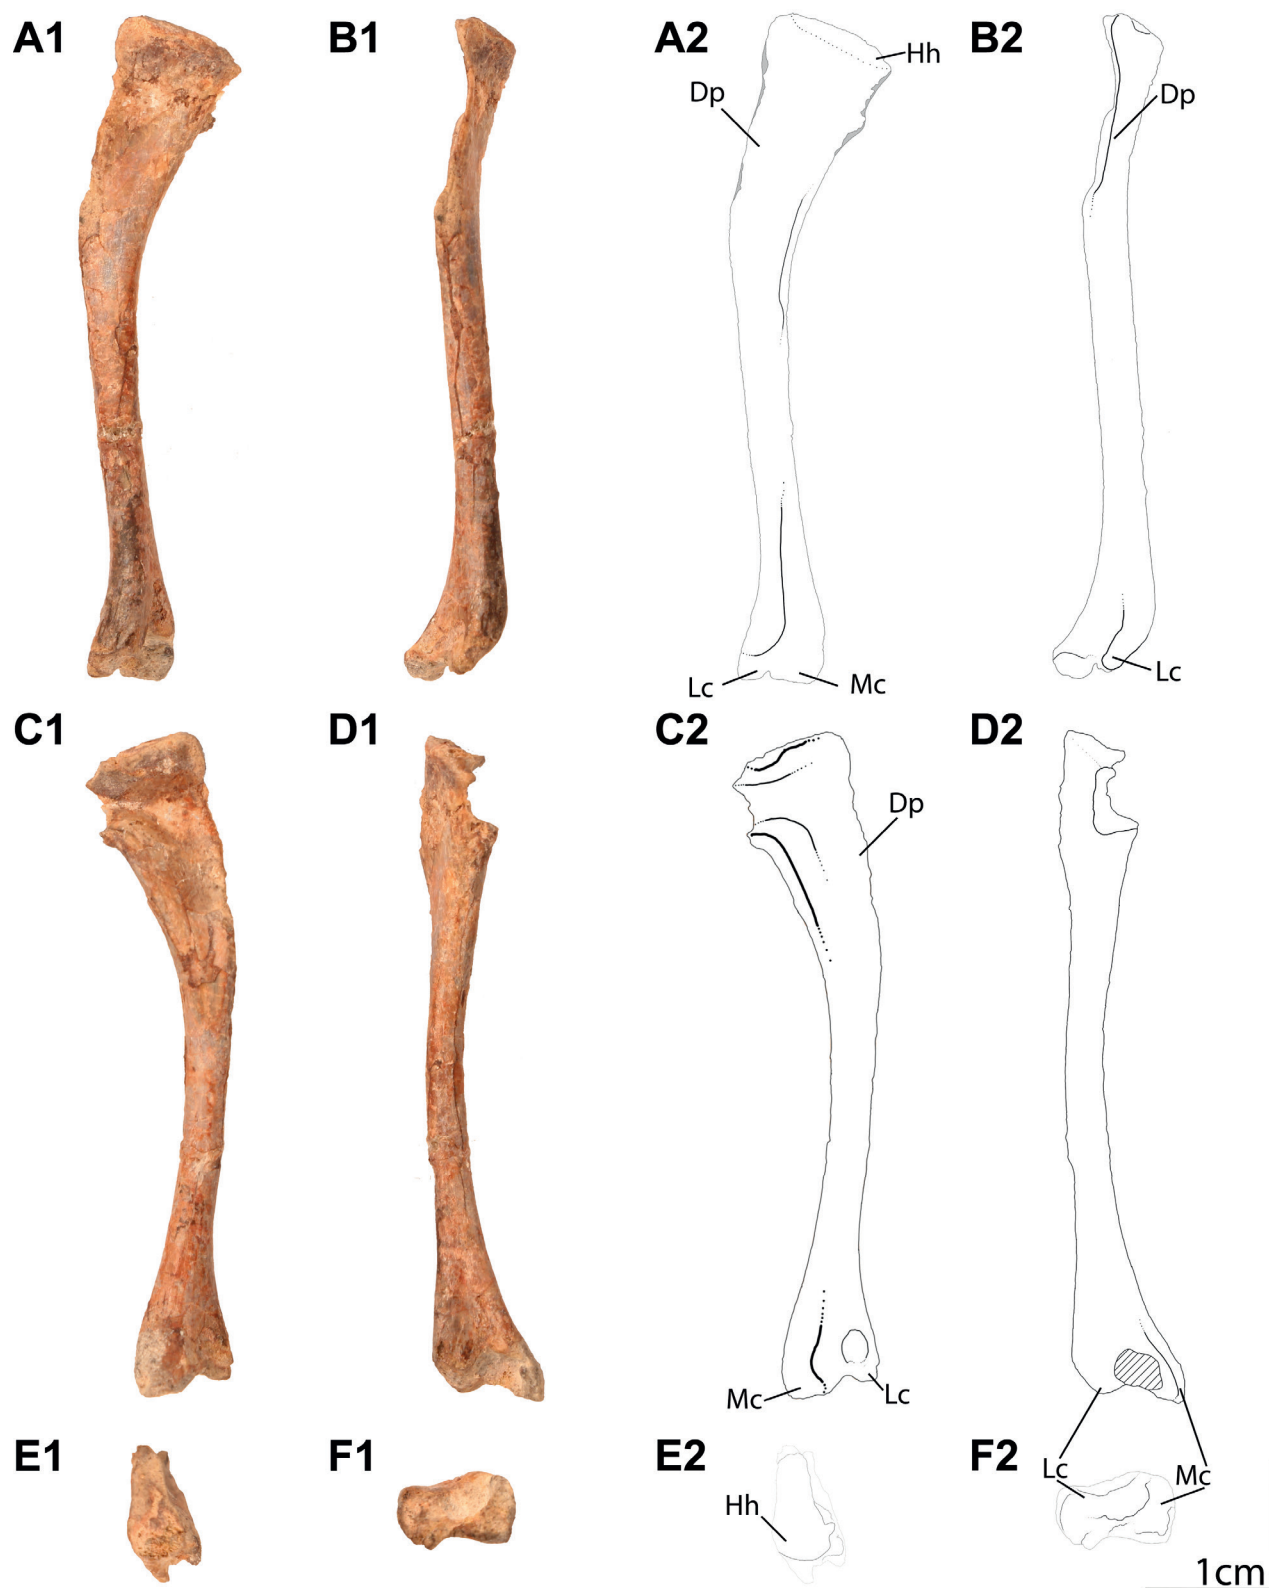 A1 B1 A2 B2
Hh
Dp Dp
Lc Mc Lc
C1 D1 C2 D2
Dp
Mc Lc
E1 F1 E2 F2
Lc Mc
Hh
1cm